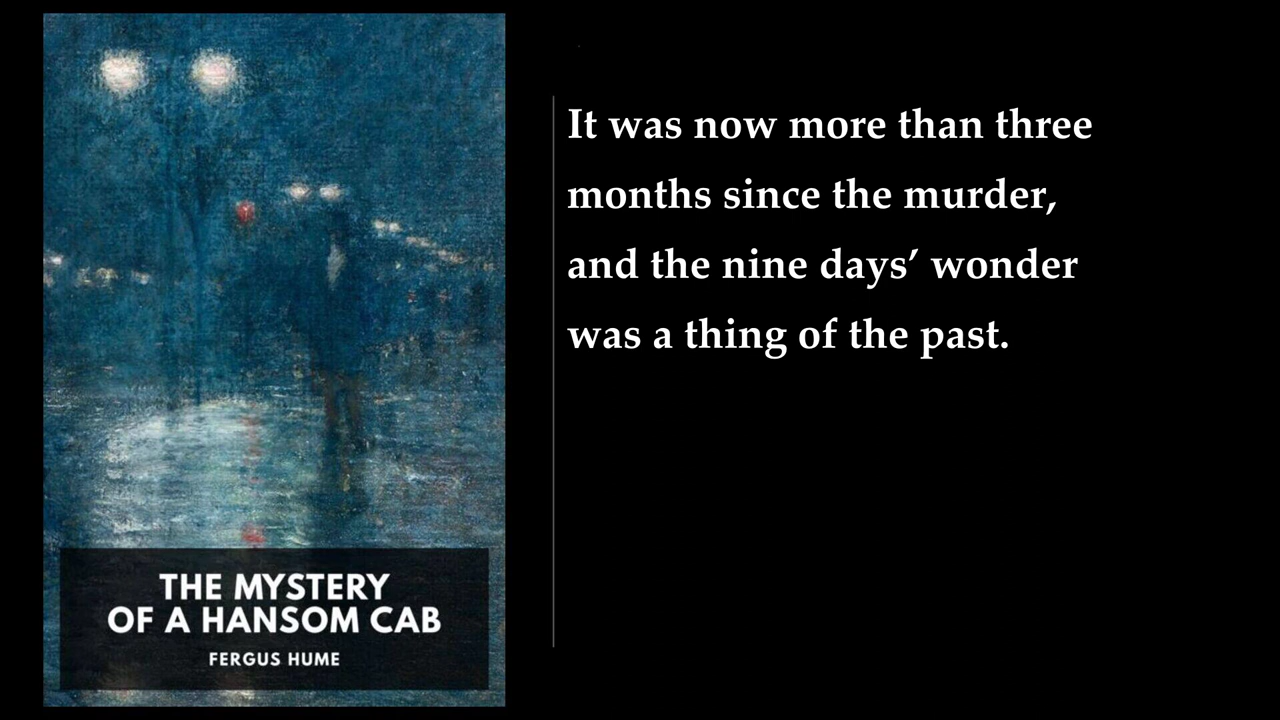 THE MYSTERY
OF A HANSOM CAB
FERGUS HUME
It was now more than three
months since the murder,
and the nine days’ wonder
was a thing of the past.